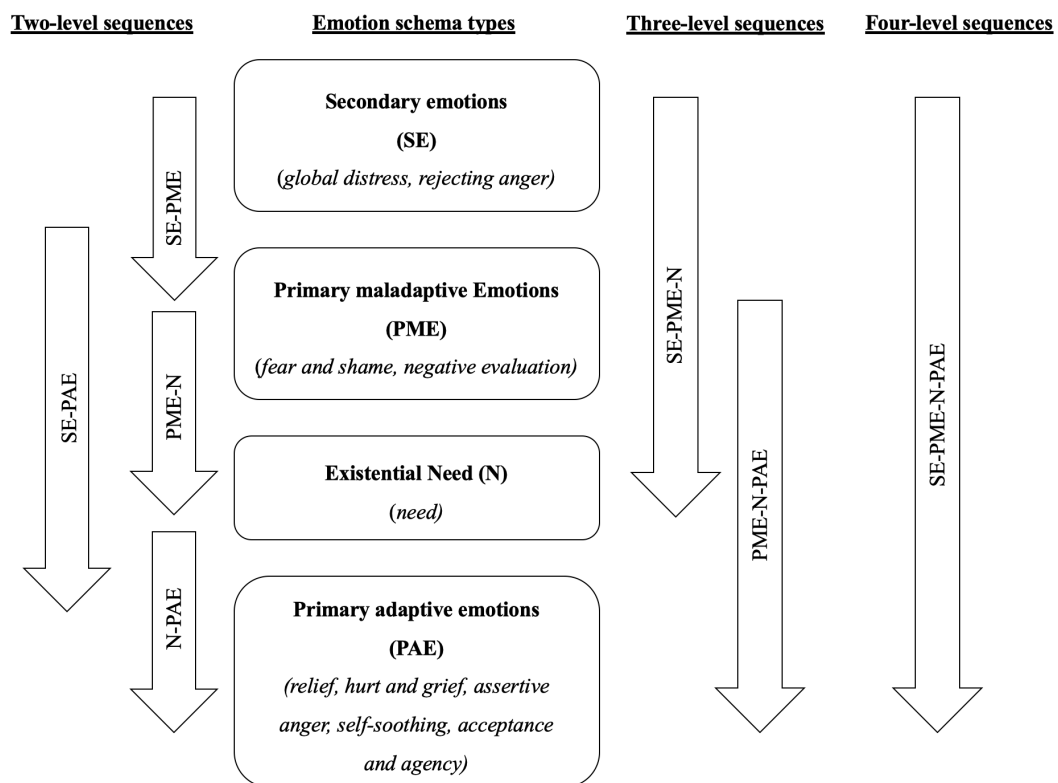 Two-level sequences
Emotion schema types
Three-level sequences
Four-level sequences
Secondary emotions
(SE)
(global distress, rejecting anger)
Primary maladaptive Emotions
(PME)
(fear and shame, negative evaluation)
Existential Need (N)
(need)
Primary adaptive emotions
(PAE)
(relief, hurt and grief, assertive
anger, self-soothing, acceptance
and agency)
SE-PAE
SE-PME
PME-N
N-PAE
SE-PME-N
PME-N-PAE
SE-PME-N-PAE